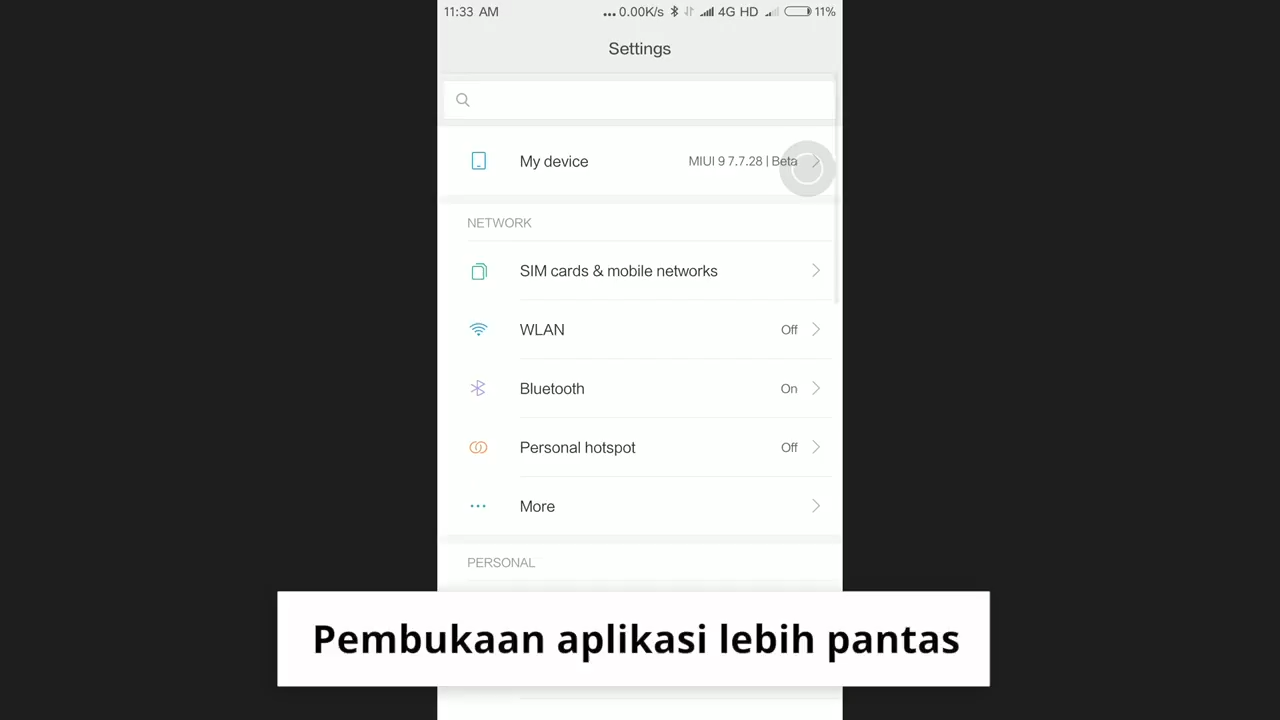 11:33 AM ... 0.00K/s 4G HD 11%
Settings
My device MIUI 9 7.7.28 | Beta
NETWORK
SIM cards & mobile networks
WLAN Off
Bluetooth On
Personal hotspot Off
More
PERSONAL
Pembukaan aplikasi lebih pantas